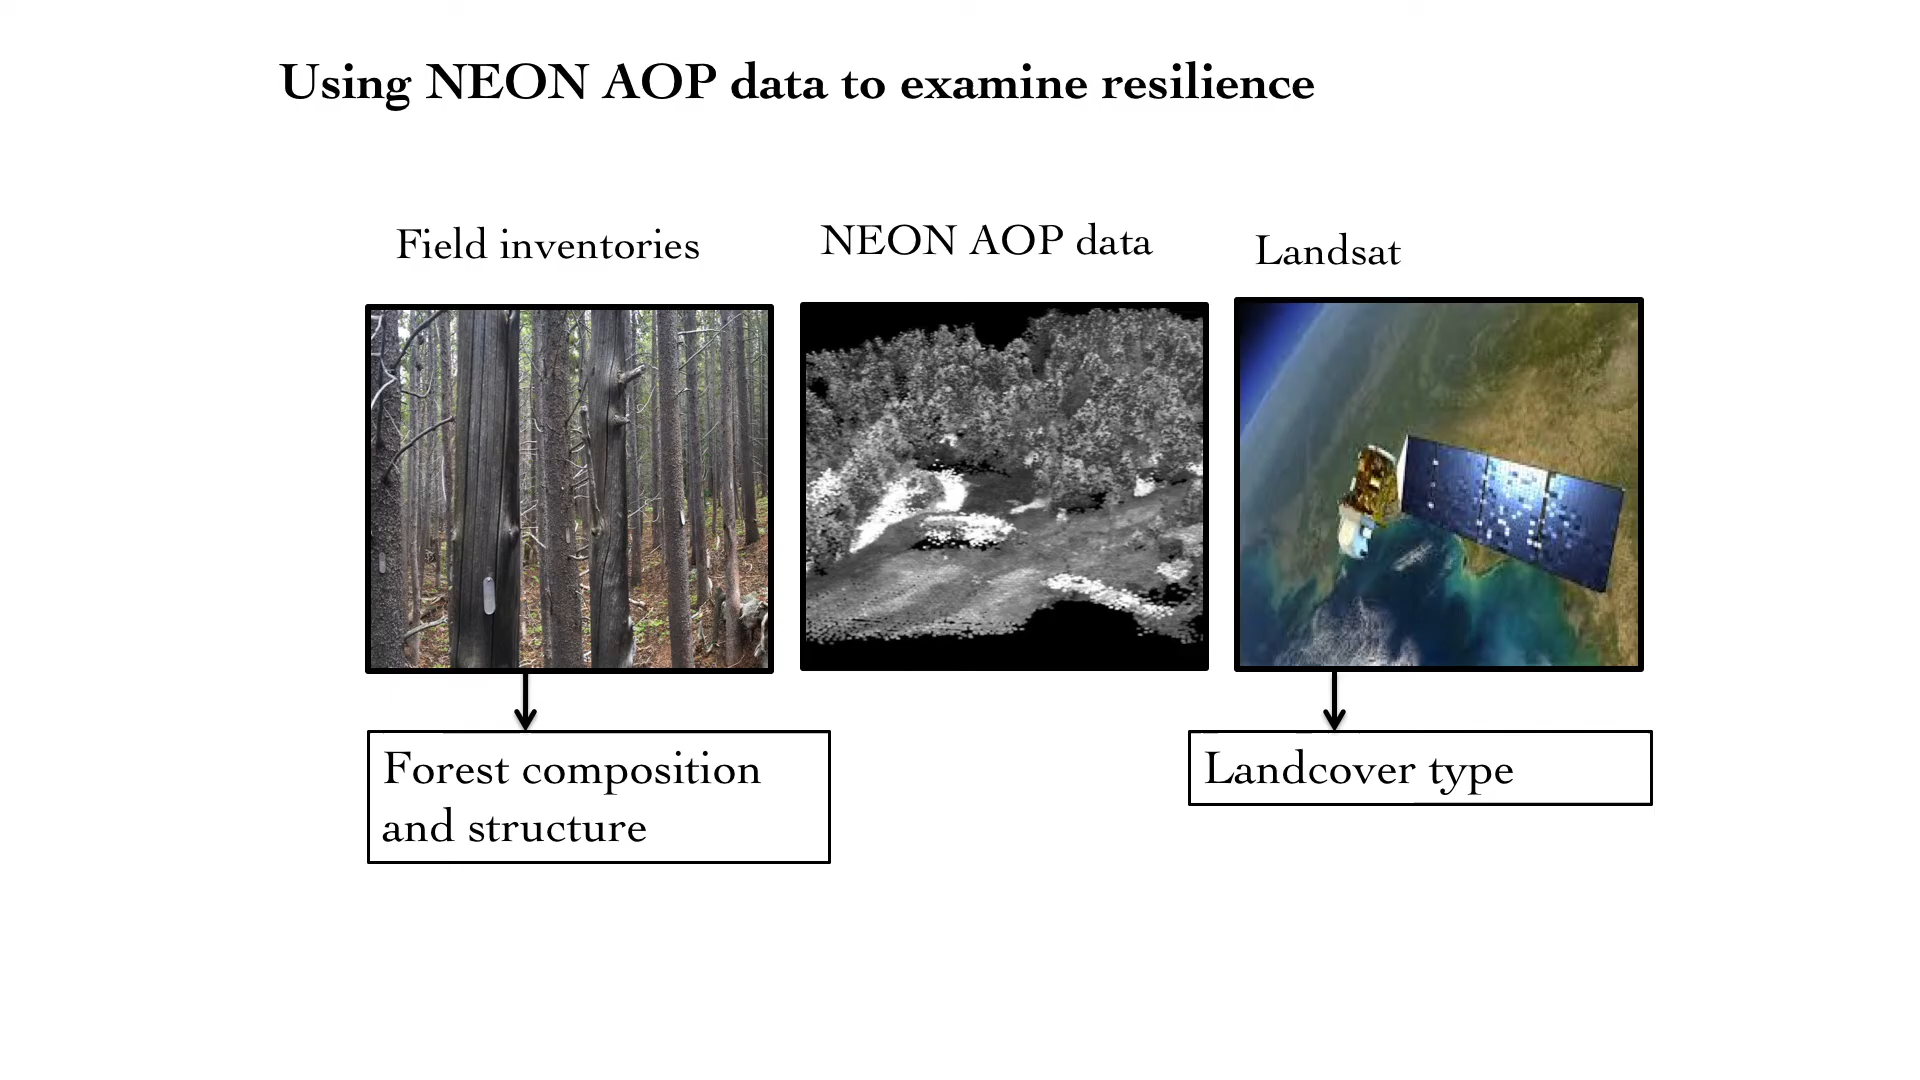 Using NEON AOP data to examine resilience
Field inventories
NEON AOP data
Landsat
Forest composition
and structure
Landcover type